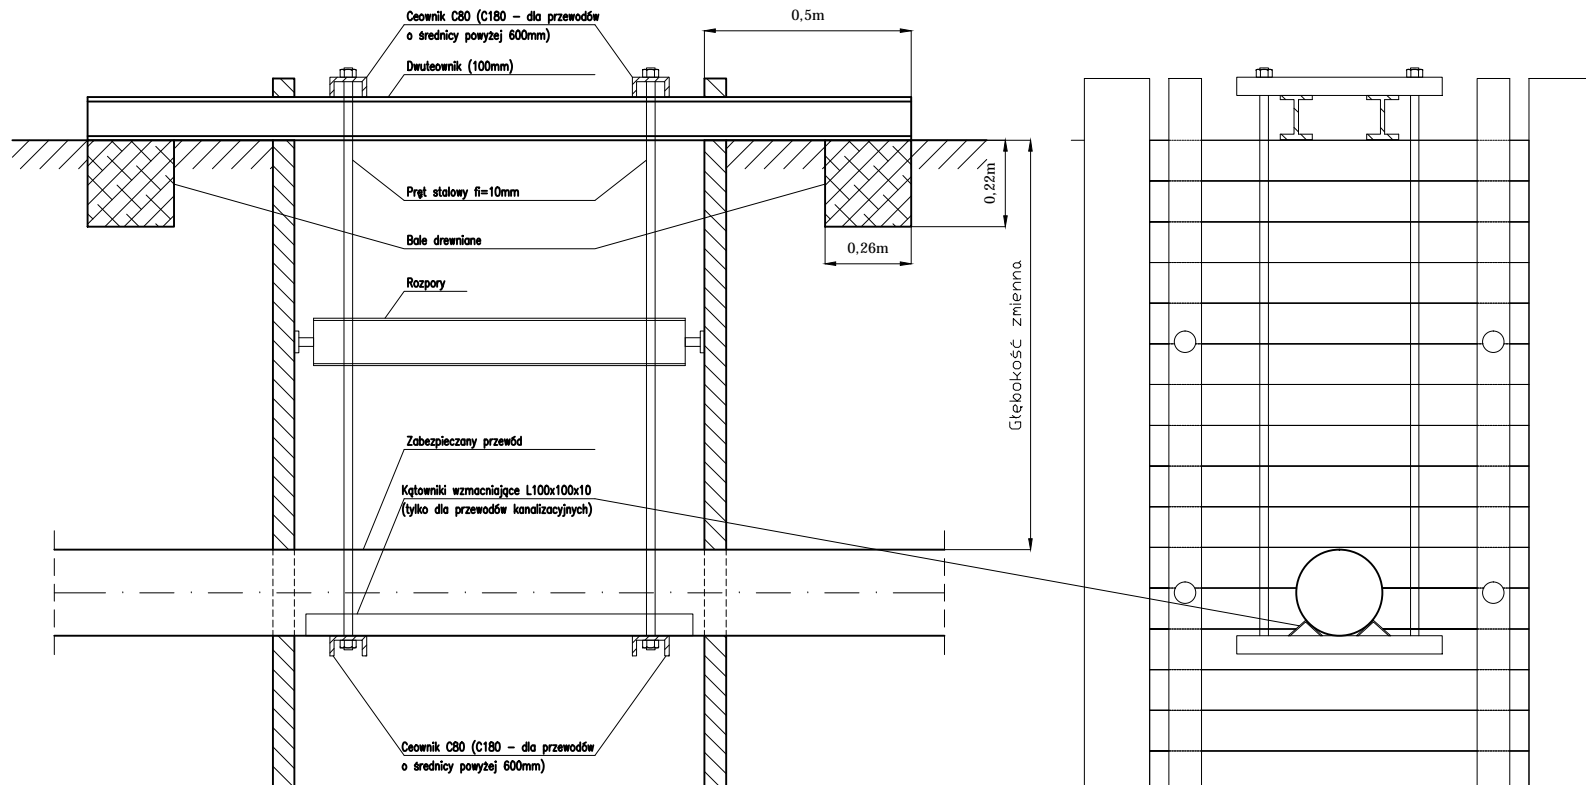 Ceownik C80 (C180 – dla przewodów
o średnicy powyżej 600mm)
0,5m
Dwuteownik (100mm)
Pręt stalowy fi=10mm
0,22m
Bale drewniane
0,26m
Rozpory
Głębokość zmienna
Zabezpieczany przewód
Kątowniki wzmacniające L100x100x10
(tylko dla przewodów kanalizacyjnych)
Ceownik C80 (C180 – dla przewodów
o średnicy powyżej 600mm)